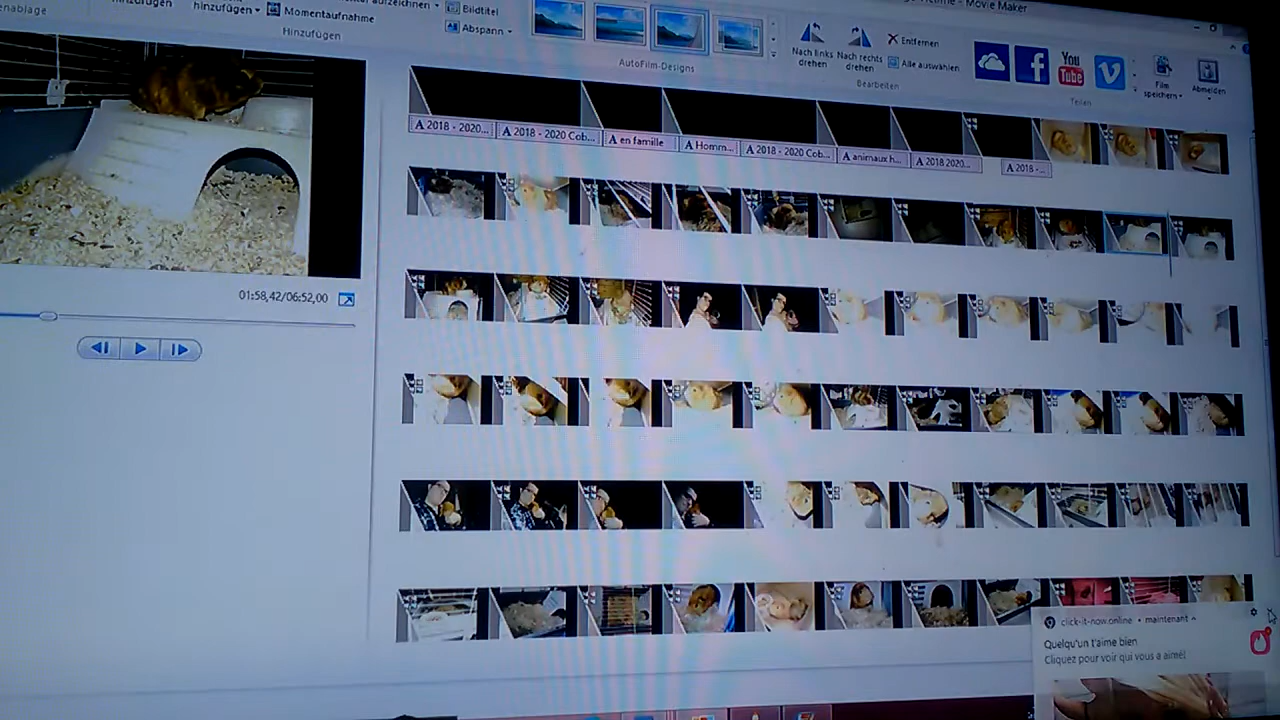 - Movie Maker
hinzufügen
Momentaufnahme
Hinzufügen
Bildtitel
Abspann
AutoFilm-Designs
Nach links drehen
Nach rechts drehen
Entfernen
Alle auswählen
Bearbeiten
You Tube
Teilen
Film speichern
Abmelden
A 2018 - 2020...
A 2018 - 2020 Cob...
A en famille
A Homm...
A 2018 - 2020 Cob...
A animaux h...
A 2018 2020...
A 2018 -...
01:58,42/06:52,00
click-it-now.online • maintenant
Quelqu'un t'aime bien
Cliquez pour voir qui vous a aimé!